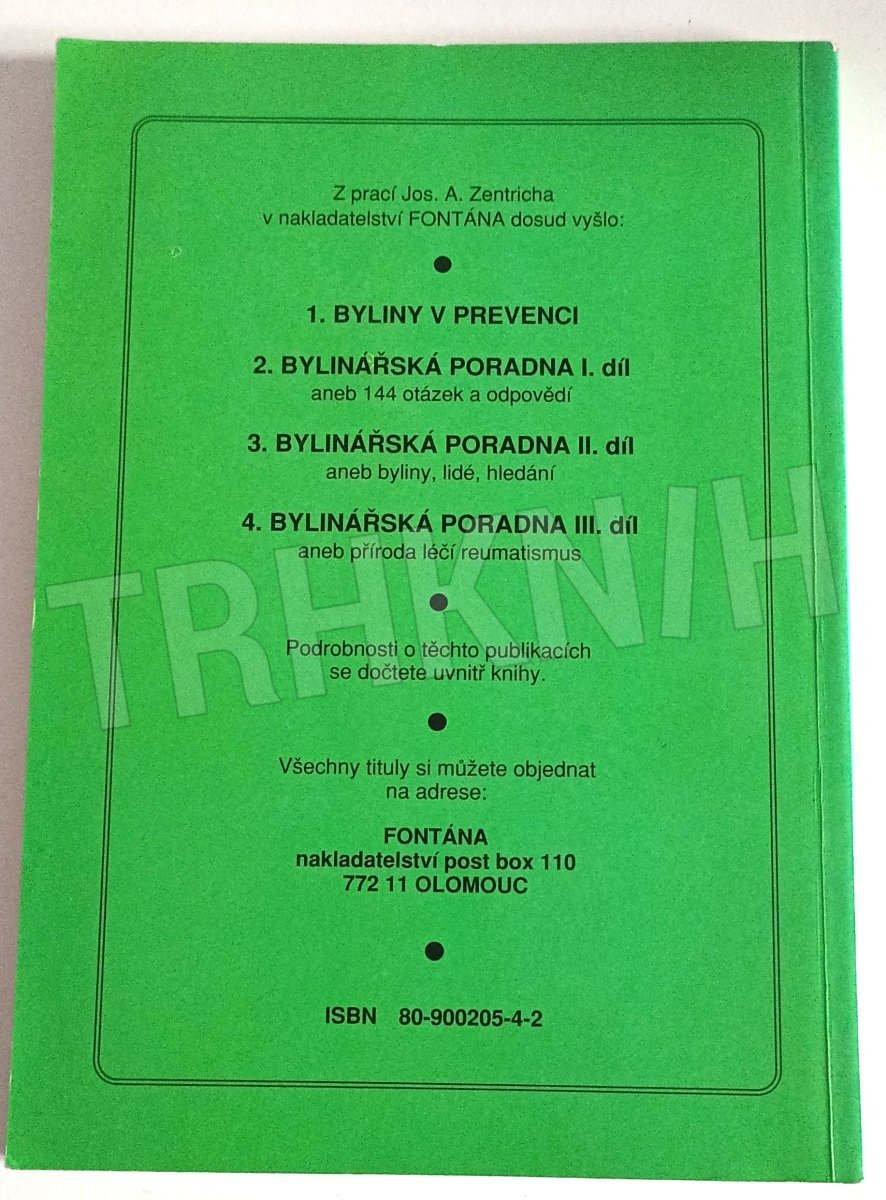 Z prací Jos. A. Zentricha
v nakladatelství FONTÁNA dosud vyšlo:
1. BYLINY V PREVENCI
2. BYLINÁŘSKÁ PORADNA I. díl
aneb 144 otázek a odpovědí
3. BYLINÁŘSKÁ PORADNA II. díl
aneb byliny, lidé, hledání
4. BYLINÁŘSKÁ PORADNA III. díl
aneb příroda léčí reumatismus
TRHKNIH
Podrobnosti o těchto publikacích
se dočtete uvnitř knihy.
Všechny tituly si můžete objednat
na adrese:
FONTÁNA
nakladatelství post box 110
772 11 OLOMOUC
ISBN 80-900205-4-2